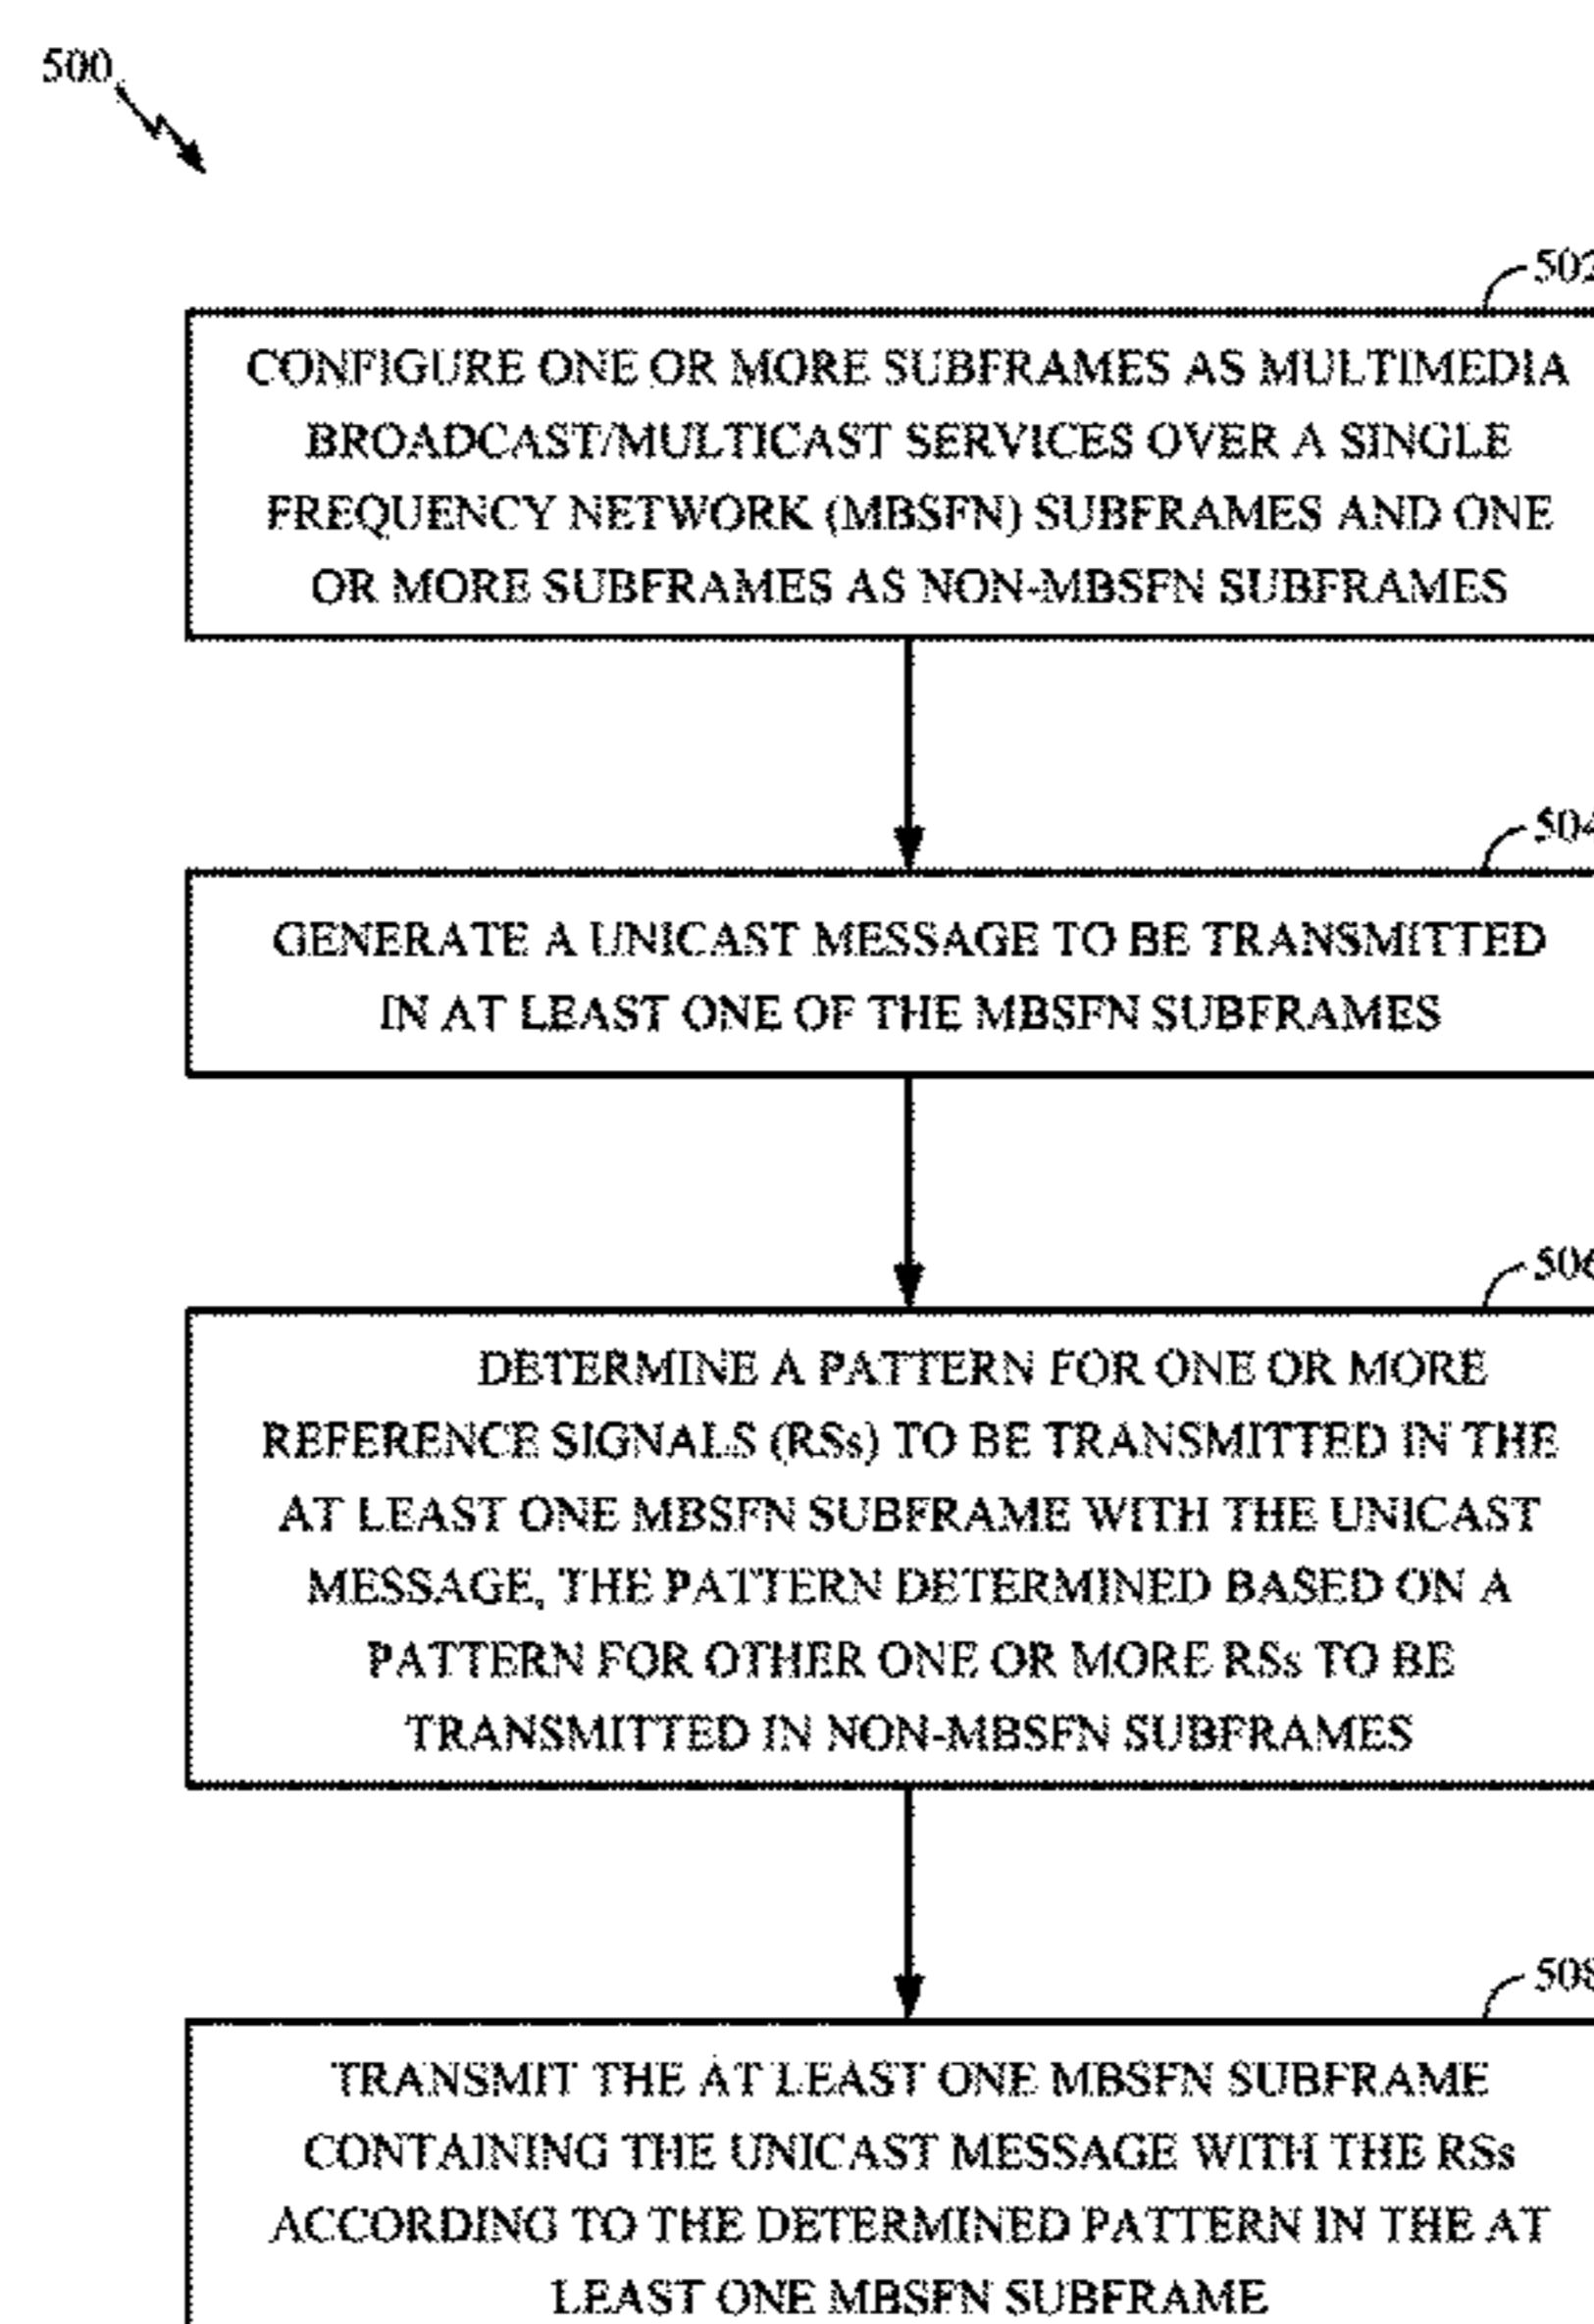 500
502
CONFIGURE ONE OR MORE SUBFRAMES AS MULTIMEDIA
BROADCAST/MULTICAST SERVICES OVER A SINGLE
FREQUENCY NETWORK (MBSFN) SUBFRAMES AND ONE
OR MORE SUBFRAMES AS NON-MBSFN SUBFRAMES
504
GENERATE A UNICAST MESSAGE TO BE TRANSMITTED
IN AT LEAST ONE OF THE MBSFN SUBFRAMES
506
DETERMINE A PATTERN FOR ONE OR MORE
REFERENCE SIGNALS (RSs) TO BE TRANSMITTED IN THE
AT LEAST ONE MBSFN SUBFRAME WITH THE UNICAST
MESSAGE, THE PATTERN DETERMINED BASED ON A
PATTERN FOR OTHER ONE OR MORE RSs TO BE
TRANSMITTED IN NON-MBSFN SUBFRAMES
508
TRANSMIT THE AT LEAST ONE MBSFN SUBFRAME
CONTAINING THE UNICAST MESSAGE WITH THE RSs
ACCORDING TO THE DETERMINED PATTERN IN THE AT
LEAST ONE MBSFN SUBFRAME